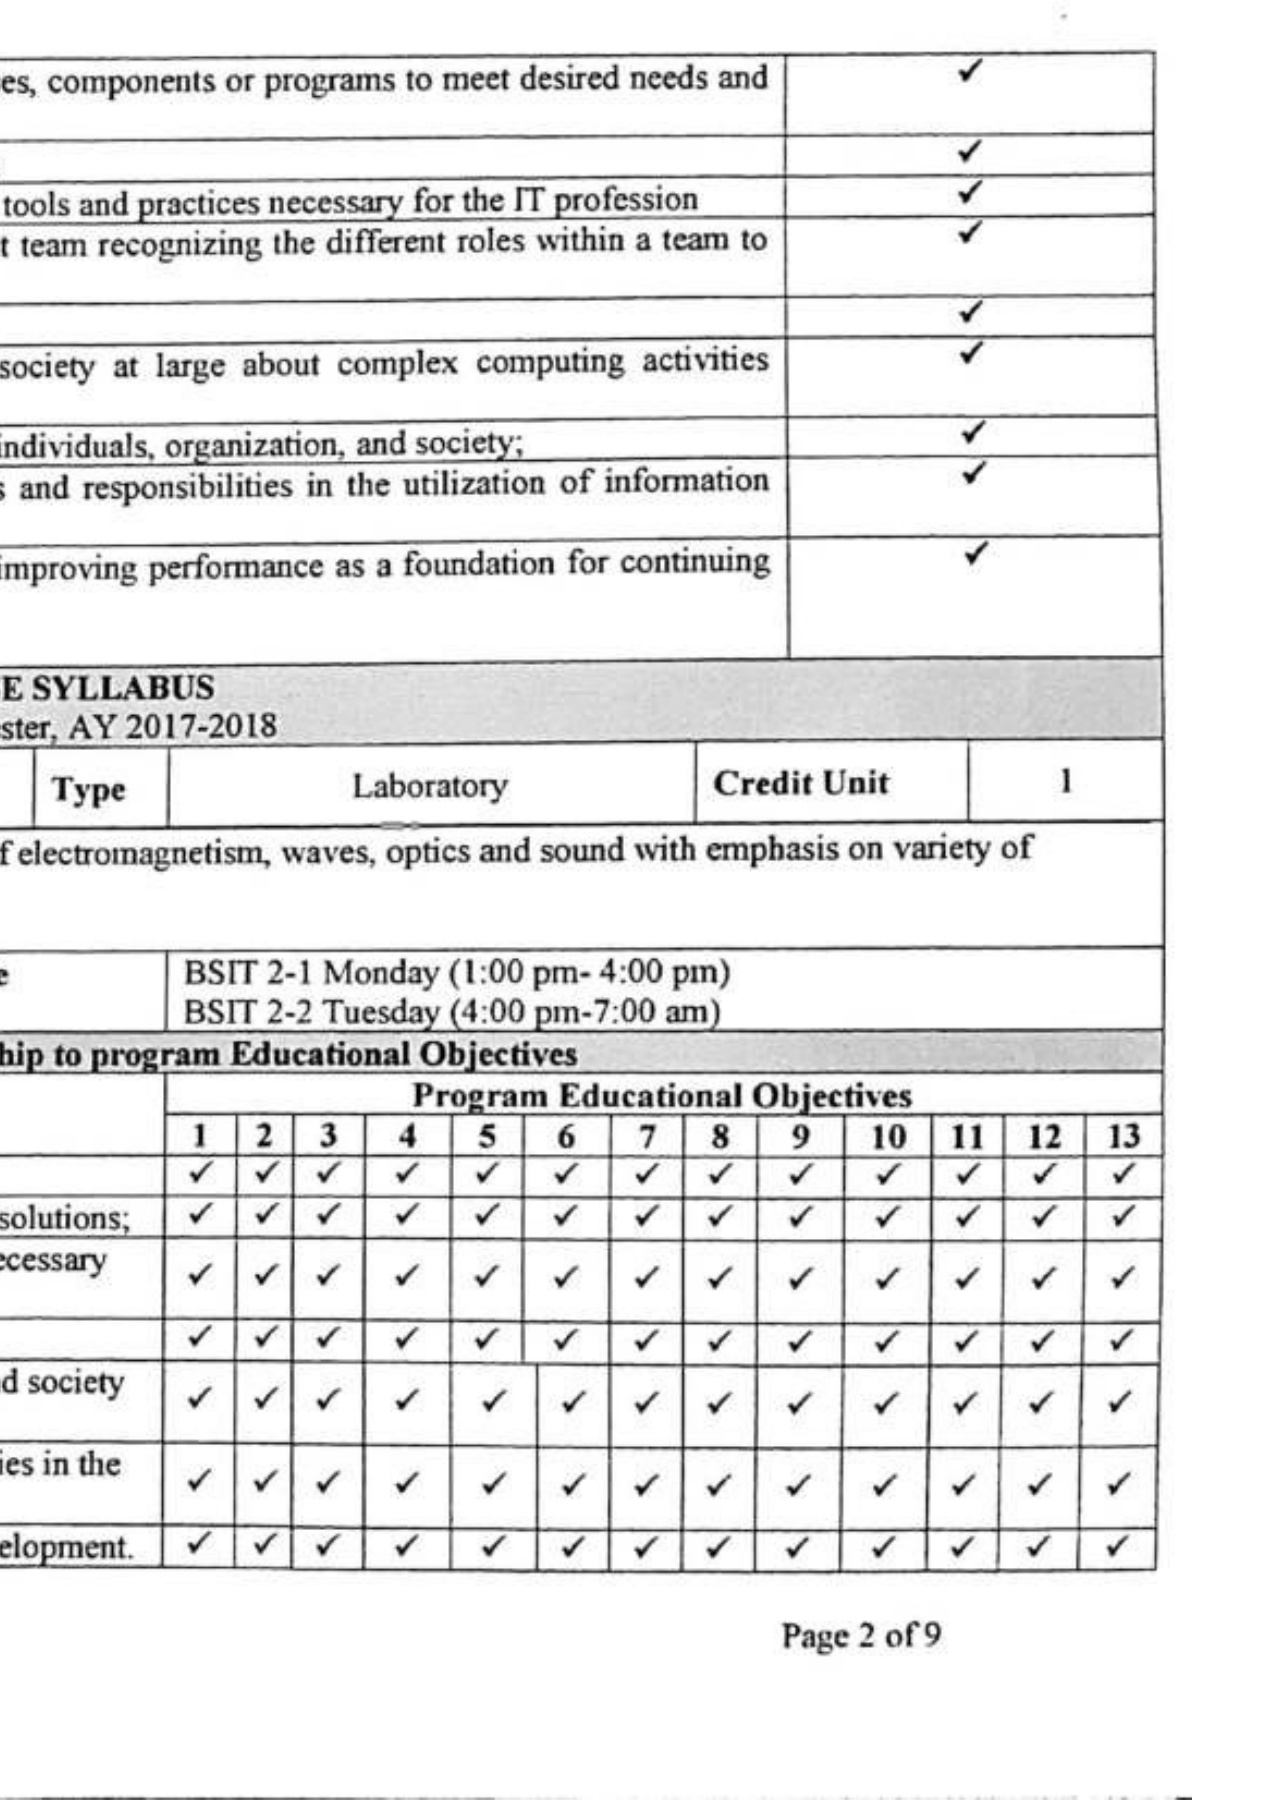 es, components or programs to meet desired needs and ✓
✓
tools and practices necessary for the IT profession ✓
t team recognizing the different roles within a team to ✓
✓
society at large about complex computing activities ✓
individuals, organization, and society; ✓
s and responsibilities in the utilization of information ✓
improving performance as a foundation for continuing ✓
E SYLLABUS
ster, AY 2017-2018
Type Laboratory Credit Unit 1
f electromagnetism, waves, optics and sound with emphasis on variety of
e BSIT 2-1 Monday (1:00 pm- 4:00 pm)
BSIT 2-2 Tuesday (4:00 pm-7:00 am)
hip to program Educational Objectives
Program Educational Objectives
1 2 3 4 5 6 7 8 9 10 11 12 13
✓ ✓ ✓ ✓ ✓ ✓ ✓ ✓ ✓ ✓ ✓ ✓ ✓
solutions; ✓ ✓ ✓ ✓ ✓ ✓ ✓ ✓ ✓ ✓ ✓ ✓ ✓
ecessary ✓ ✓ ✓ ✓ ✓ ✓ ✓ ✓ ✓ ✓ ✓ ✓ ✓
✓ ✓ ✓ ✓ ✓ ✓ ✓ ✓ ✓ ✓ ✓ ✓ ✓
d society ✓ ✓ ✓ ✓ ✓ ✓ ✓ ✓ ✓ ✓ ✓ ✓ ✓
ies in the ✓ ✓ ✓ ✓ ✓ ✓ ✓ ✓ ✓ ✓ ✓ ✓ ✓
elopment. ✓ ✓ ✓ ✓ ✓ ✓ ✓ ✓ ✓ ✓ ✓ ✓ ✓
Page 2 of 9